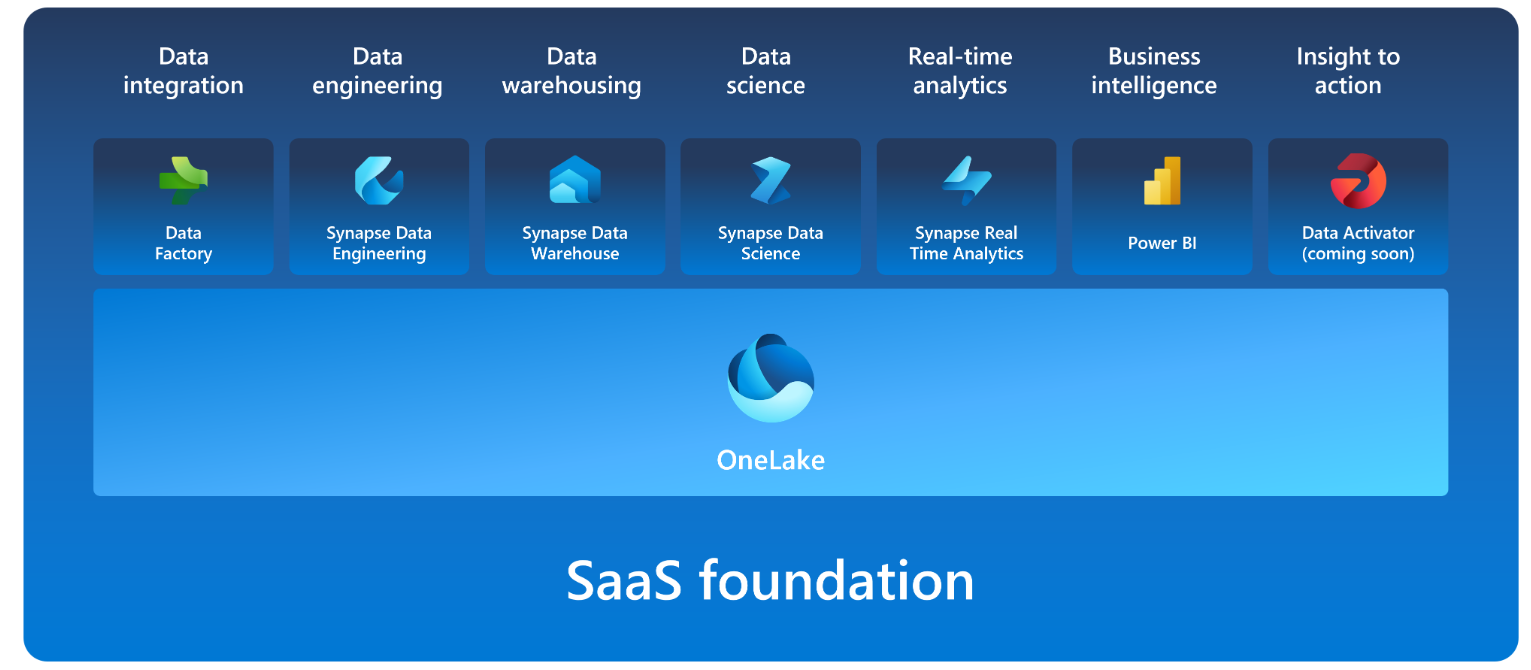 Data
integration
Data
engineering
Data
warehousing
Data
science
Real-time
analytics
Business
intelligence
Insight to
action
Data
Factory
Synapse Data
Engineering
Synapse Data
Warehouse
Synapse Data
Science
Synapse Real
Time Analytics
Power BI
Data Activator
(coming soon)
OneLake
SaaS foundation